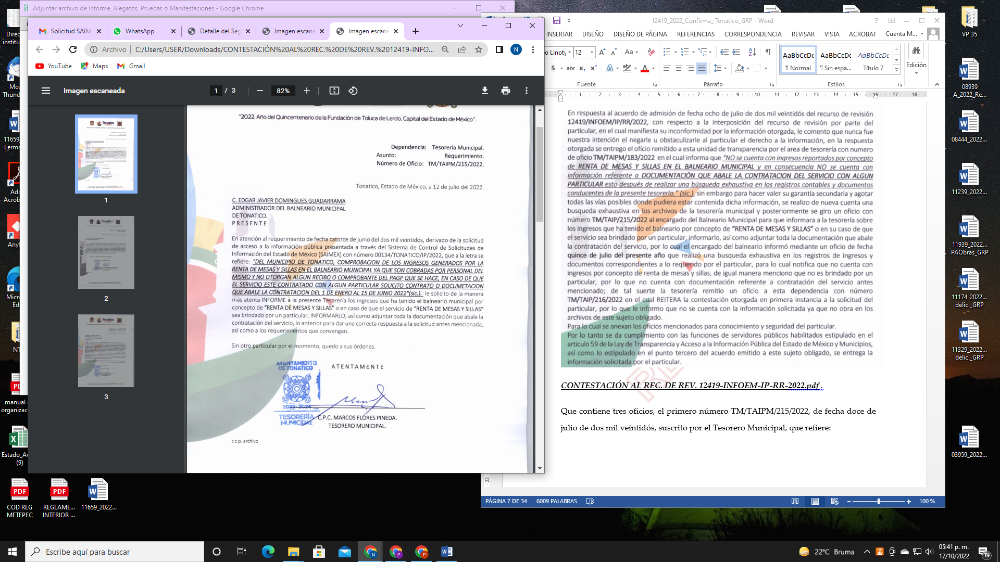 Adjuntar archivo de Informe, Alegatos, Pruebas o Manifestaciones - Google Chrome
Solicitud SAIM
WhatsApp
Detalle del Seg
Imagen escane
Imagen escane
Archivo
C:/Users/USER/Downloads/CONTESTACIÓN%20AL%20REC.%20DE%20REV.%2012419-INFO...
N
YouTube
Maps
Gmail
Imagen escaneada
1 / 3
82%
1
2
3
"2022. Año del Quincentenario de la Fundación de Toluca de Lerdo, Capital del Estado de México".
Dependencia: Tesorería Municipal.
Asunto: Requerimiento.
Número de Oficio: TM/TAIPM/215/2022.
Tonatico, Estado de México, a 12 de julio del 2022.
C. EDGAR JAVIER DOMINGUES GUADARRAMA
ADMINISTRADOR DEL BALNEARIO MUNICIPAL
DE TONATICO.
P R E S E N T E
En atención al requerimiento de fecha catorce de junio del dos mil veintidós, derivado de la solicitud
de acceso a la información pública presentada a través del Sistema de Control de Solicitudes de
Información del Estado de México (SAIMEX) con número 00134/TONATICO/IP/2022, que a la letra se
refiere: "DEL MUNICIPIO DE TONATICO, COMPROBACION DE LOS INGRESOS GENERADOS POR LA
RENTA DE MESAS Y SILLAS EN EL BALNEARIO MUNICIPAL YA QUE SON COBRADAS POR PERSONAL DEL
MISMO Y NO OTORGAN ALGUN RECIBO O COMPROBANTE DEL PAGP QUE SE HACE, EN CASO DE QUE
EL SERVICIO ESTE CONTRATADO CON ALGUN PARTICULAR SOLICITO CONTRATO O DOCUMETACION
QUE ABALE LA CONTRATACION DEL 1 DE ENERO AL 15 DE JUNIO 2022"(sic.). le solicito de la manera
más atenta INFORME a la presente Tesorería los ingresos que ha tenido el balneario municipal por
concepto de "RENTA DE MESAS Y SILLAS" o en caso de que el servicio de "RENTA DE MESAS Y SILLAS"
sea brindado por un particular, INFORMARLO, así como adjuntar toda la documentación que abale la
contratación del servicio, lo anterior para dar una correcta respuesta a la solicitud antes mencionada,
así como a los requerimientos que convengan.
Sin otro particular por el momento, quedo a sus órdenes.
A T E N T A M E N T E
AYUNTAMIENTO
DE TONATICO
2022-2024
TESORERÍA
MUNICIPAL
C.P.C. MARCOS FLORES PINEDA.
TESORERO MUNICIPAL.
c.c.p. archivo
12419_2022_Confirma_ Tonatico_GRP - Word
INSERTAR DISEÑO DISEÑO DE PÁGINA REFERENCIAS CORRESPONDENCIA REVISAR VISTA ACROBAT Cuenta M...
o Linoty 12
AaBbCcDc AaBbCcDc AaBbCcDc
¶ Normal ¶ Sin espa... Título 7
Edición
Fuente Párrafo Estilos
1 2 3 4 5 6 7 8 9 10 11 12 13 14 15 16 17 18
En respuesta al acuerdo de admisión de fecha ocho de julio de dos mil veintidós del recurso de revisión
12419/INFOEM/IP/RR/2022, con respecto a la interposición del recurso de revisión por parte del
particular, en el cual manifiesta su inconformidad por la información otorgada, le comento que nunca fue
nuestra intención el negarle u obstaculizarle al particular el derecho a la información, en la respuesta
otorgada se entrego el oficio remitido a esta unidad de transparencia por el area de tesorería con numero
de oficio TM/TAIPM/183/2022 en el cual informa que "NO se cuenta con ingresos reportados por concepto
de RENTA DE MESAS Y SILLAS EN EL BALNEARIO MUNICIPAL y en consecuencia NO se cuenta con
información referente a DOCUMENTACIÓN QUE ABALE LA CONTRATACION DEL SERVICIO CON ALGUN
PARTICULAR esto después de realizar una búsqueda exhaustiva en los registros contables y documentos
conducentes de la presente tesorería." (sic.), sin embargo para hacer valer su garantía secundaria y agotar
todas las vías posibles donde pudiera estar contenida dicha información, se realizo de nueva cuenta una
busqueda exhaustiva en los archivos de la tesorería municipal y posteriormente se giro un oficio con
número TM/TAIP/215/2022 al encargado del Balneario Municipal para que informara a la tesorería sobre
los ingresos que ha tenido el balneario por concepto de "RENTA DE MESAS Y SILLAS" o en su caso de que
el servicio sea brindado por un particular, informarlo, así como adjuntar toda la documentación que abale
la contratación del servicio, por lo cual el encargado del balneario informó mediante un oficio de fecha
quince de julio del presente año que realizó una busqueda exhaustiva en los registros de ingresos y
documentos correspondientes a lo requerido por el particular, para lo cual notifica que no cuenta con
ingresos por concepto de renta de mesas y sillas, de igual manera menciono que no es brindado por un
particular, por lo que no cuenta con documentación referente a contratación del servicio antes
mencionado; de tal suerte la tesorería remitio un oficio a esta dependencia con número
TM/TAIP/216/2022 en el cual REITERA la contestación otorgada en primera instancia a la solicitud del
particular, por lo que le informo que no se cuenta con la información solicitada ya que no obra en los
archivos de este sujeto obligado.
Para lo cual se anexan los oficios mencionados para conocimiento y seguridad del particular.
Por lo tanto se da cumplimiento con las funciones de servidores públicos habilitados estipulado en el
articulo 59 de la Ley de Transparencia y Acceso a la Información Pública del Estado de México y Municipios,
así como lo estipulado en el punto tercero del acuerdo emitido a este sujeto obligado, se entrega la
información solicitada por el particular.
CONTESTACIÓN AL REC. DE REV. 12419-INFOEM-IP-RR-2022.pdf .
Que contiene tres oficios, el primero número TM/TAIPM/215/2022, de fecha doce de
julio de dos mil veintidós, suscrito por el Tesorero Municipal, que refiere:
22
PÁGINA 7 DE 34 6009 PALABRAS 100 %
VP 35
08939
A_2022_Re...
08444_2022...
11239_2022...
11939_2022...
PAObras_GRP
11174_2022...
delic._GRP
11329_2022...
delic._GRP
03959_2022...
manual
organizac
Estado_A
(9)
COD REG
METEPEC
REGLAME...
INTERIOR ...
11659_2022...
Escribe aquí para buscar
22°C Bruma
05:41 p. m.
17/10/2022
19